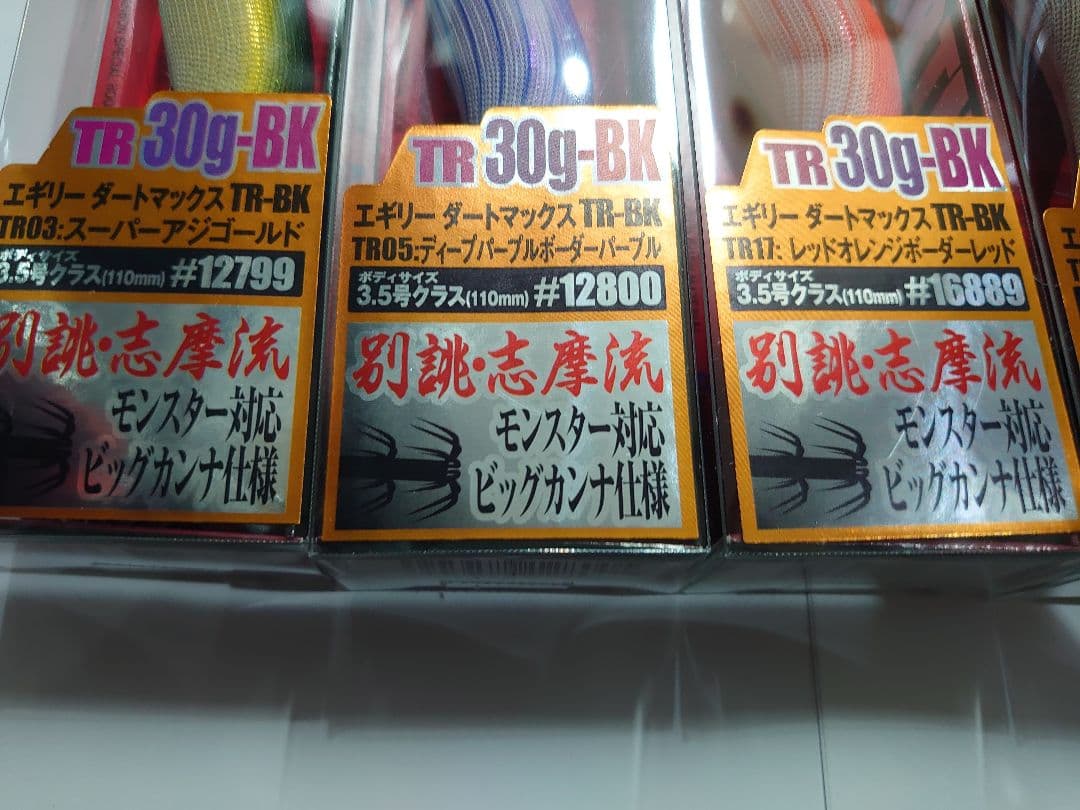 TR 30g-BK
エギリー ダートマックス TR-BK
TR03:スーパーアジゴールド
ボディサイズ
3.5号クラス(110mm) #12799
別誂・志摩流
モンスター対応
ビッグカンナ仕様
TR 30g-BK
エギリー ダートマックス TR-BK
TR05:ディープパープルボーダーパープル
ボディサイズ
3.5号クラス(110mm) #12800
別誂・志摩流
モンスター対応
ビッグカンナ仕様
TR 30g-BK
エギリー ダートマックス TR-BK
TR17:レッドオレンジボーダーレッド
ボディサイズ
3.5号クラス(110mm) #16889
別誂・志摩流
モンスター対応
ビッグカンナ仕様